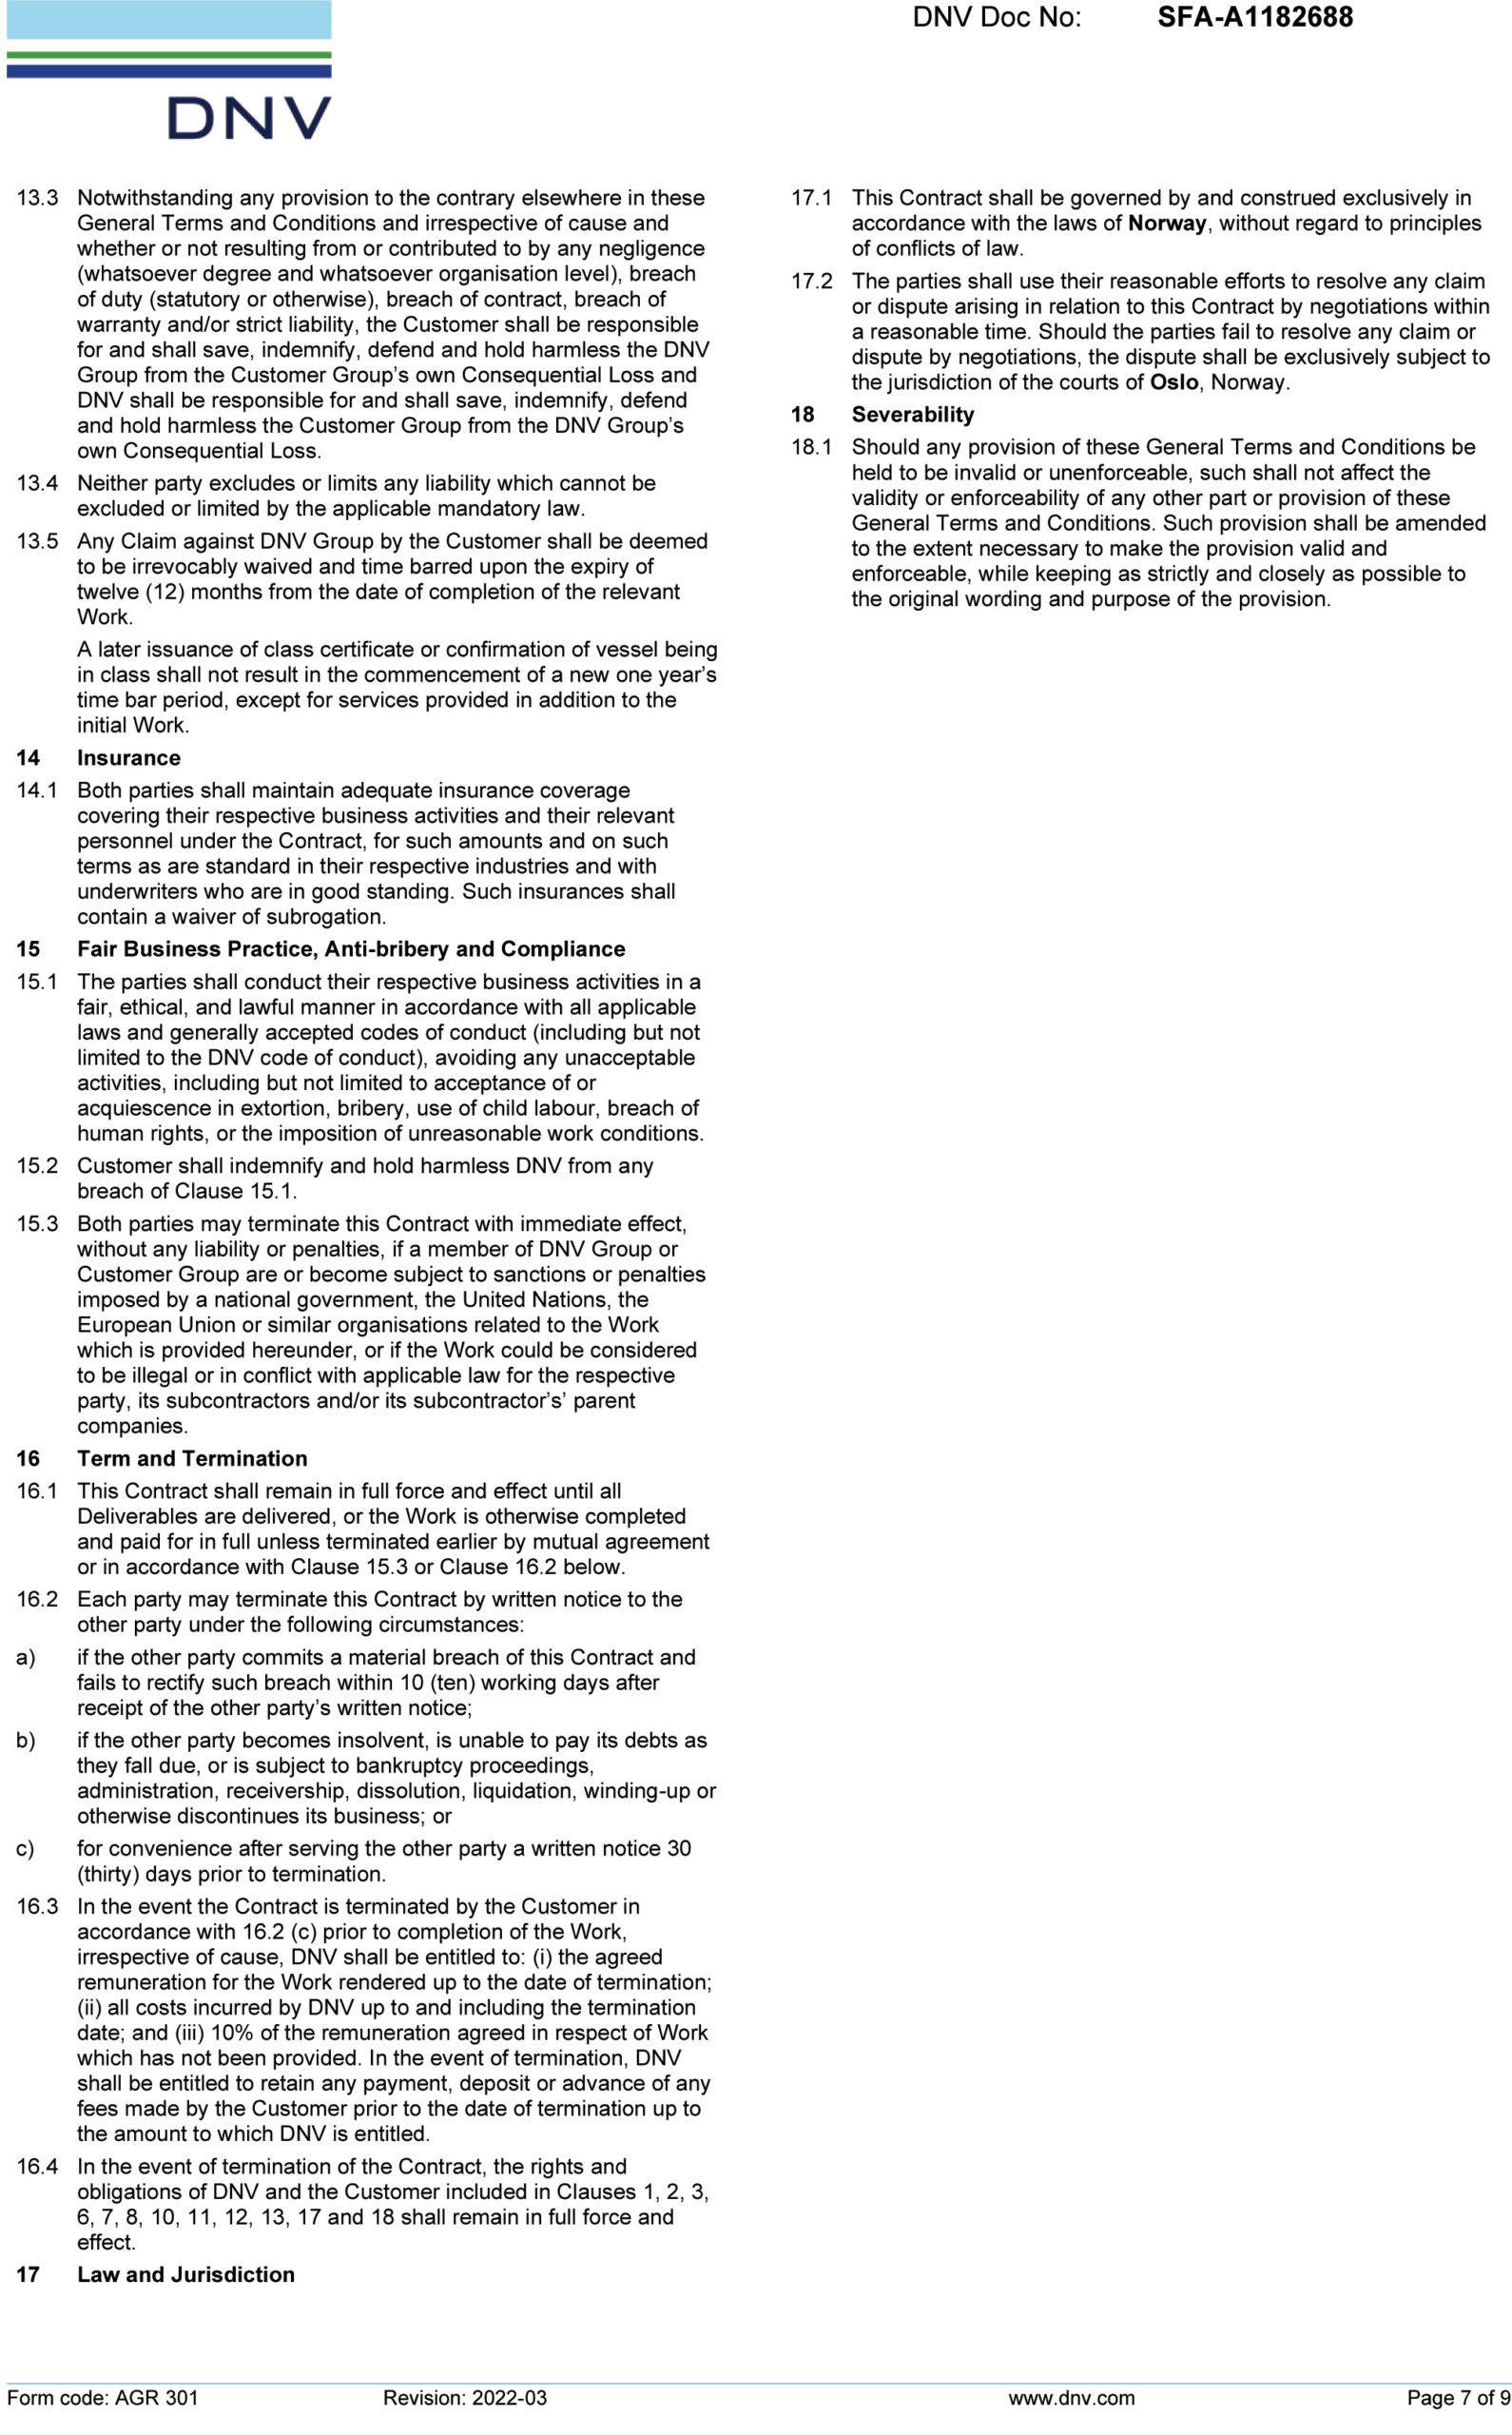 DNV Doc No: SFA-A1182688
DNV
13.3 Notwithstanding any provision to the contrary elsewhere in these
General Terms and Conditions and irrespective of cause and
whether or not resulting from or contributed to by any negligence
(whatsoever degree and whatsoever organisation level), breach
of duty (statutory or otherwise), breach of contract, breach of
warranty and/or strict liability, the Customer shall be responsible
for and shall save, indemnify, defend and hold harmless the DNV
Group from the Customer Group's own Consequential Loss and
DNV shall be responsible for and shall save, indemnify, defend
and hold harmless the Customer Group from the DNV Group's
own Consequential Loss.
13.4 Neither party excludes or limits any liability which cannot be
excluded or limited by the applicable mandatory law.
13.5 Any Claim against DNV Group by the Customer shall be deemed
to be irrevocably waived and time barred upon the expiry of
twelve (12) months from the date of completion of the relevant
Work.
A later issuance of class certificate or confirmation of vessel being
in class shall not result in the commencement of a new one year's
time bar period, except for services provided in addition to the
initial Work.
14 Insurance
14.1 Both parties shall maintain adequate insurance coverage
covering their respective business activities and their relevant
personnel under the Contract, for such amounts and on such
terms as are standard in their respective industries and with
underwriters who are in good standing. Such insurances shall
contain a waiver of subrogation.
15 Fair Business Practice, Anti-bribery and Compliance
15.1 The parties shall conduct their respective business activities in a
fair, ethical, and lawful manner in accordance with all applicable
laws and generally accepted codes of conduct (including but not
limited to the DNV code of conduct), avoiding any unacceptable
activities, including but not limited to acceptance of or
acquiescence in extortion, bribery, use of child labour, breach of
human rights, or the imposition of unreasonable work conditions.
15.2 Customer shall indemnify and hold harmless DNV from any
breach of Clause 15.1.
15.3 Both parties may terminate this Contract with immediate effect,
without any liability or penalties, if a member of DNV Group or
Customer Group are or become subject to sanctions or penalties
imposed by a national government, the United Nations, the
European Union or similar organisations related to the Work
which is provided hereunder, or if the Work could be considered
to be illegal or in conflict with applicable law for the respective
party, its subcontractors and/or its subcontractor's' parent
companies.
16 Term and Termination
16.1 This Contract shall remain in full force and effect until all
Deliverables are delivered, or the Work is otherwise completed
and paid for in full unless terminated earlier by mutual agreement
or in accordance with Clause 15.3 or Clause 16.2 below.
16.2 Each party may terminate this Contract by written notice to the
other party under the following circumstances:
a) if the other party commits a material breach of this Contract and
fails to rectify such breach within 10 (ten) working days after
receipt of the other party's written notice;
b) if the other party becomes insolvent, is unable to pay its debts as
they fall due, or is subject to bankruptcy proceedings,
administration, receivership, dissolution, liquidation, winding-up or
otherwise discontinues its business; or
c) for convenience after serving the other party a written notice 30
(thirty) days prior to termination.
16.3 In the event the Contract is terminated by the Customer in
accordance with 16.2 (c) prior to completion of the Work,
irrespective of cause, DNV shall be entitled to: (i) the agreed
remuneration for the Work rendered up to the date of termination;
(ii) all costs incurred by DNV up to and including the termination
date; and (iii) 10% of the remuneration agreed in respect of Work
which has not been provided. In the event of termination, DNV
shall be entitled to retain any payment, deposit or advance of any
fees made by the Customer prior to the date of termination up to
the amount to which DNV is entitled.
16.4 In the event of termination of the Contract, the rights and
obligations of DNV and the Customer included in Clauses 1, 2, 3,
6, 7, 8, 10, 11, 12, 13, 17 and 18 shall remain in full force and
effect.
17 Law and Jurisdiction
17.1 This Contract shall be governed by and construed exclusively in
accordance with the laws of Norway, without regard to principles
of conflicts of law.
17.2 The parties shall use their reasonable efforts to resolve any claim
or dispute arising in relation to this Contract by negotiations within
a reasonable time. Should the parties fail to resolve any claim or
dispute by negotiations, the dispute shall be exclusively subject to
the jurisdiction of the courts of Oslo, Norway.
18 Severability
18.1 Should any provision of these General Terms and Conditions be
held to be invalid or unenforceable, such shall not affect the
validity or enforceability of any other part or provision of these
General Terms and Conditions. Such provision shall be amended
to the extent necessary to make the provision valid and
enforceable, while keeping as strictly and closely as possible to
the original wording and purpose of the provision.
Form code: AGR 301 Revision: 2022-03 www.dnv.com Page 7 of 9